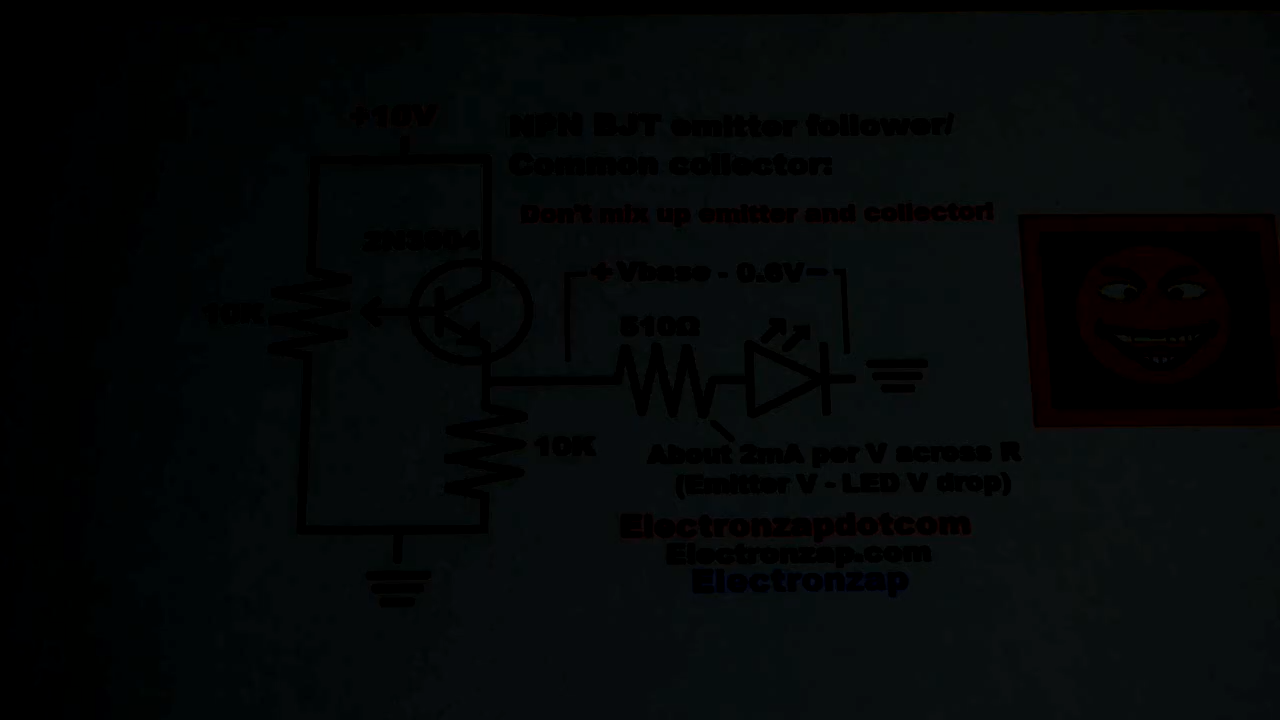 +10V
NPN BJT emitter follower/
Common collector:
Don't mix up emitter and collector!
2N3904
+ Vbase - 0.6V -
10K
510Ω
10K
About 2mA per V across R
(Emitter V - LED V drop)
Electronzapdotcom
Electronzap.com
Electronzap